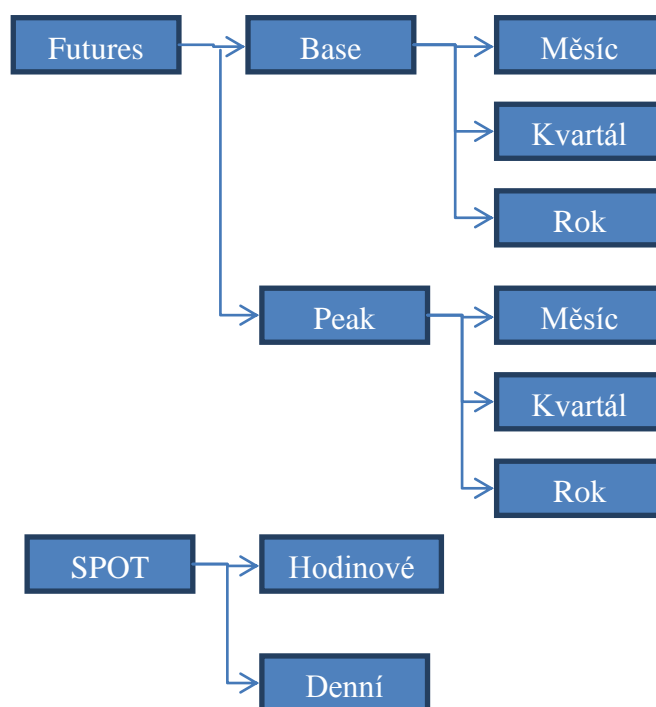 Futures
Base
Měsíc
Kvartál
Rok
Peak
Měsíc
Kvartál
Rok
SPOT
Hodinové
Denní